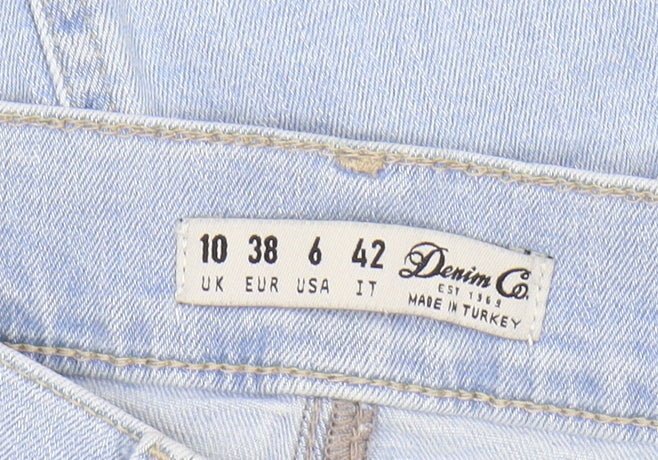 10 38 6 42
UK EUR USA IT
Denim Co.
EST 1969
MADE IN TURKEY